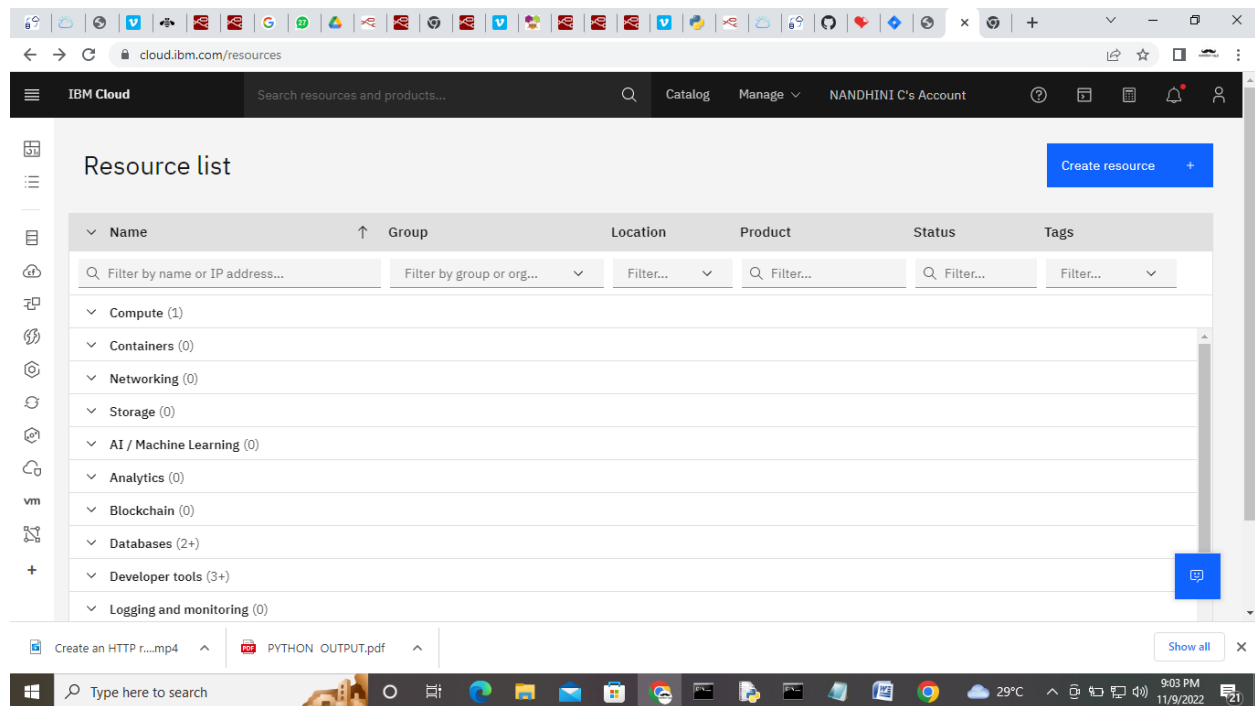 cloud.ibm.com/resources
IBM Cloud
Search resources and products...
Catalog
Manage
NANDHINI C's Account
Resource list
Create resource +
Name
Group
Location
Product
Status
Tags
Filter by name or IP address...
Filter by group or org...
Filter...
Filter...
Filter...
Filter...
Compute (1)
Containers (0)
Networking (0)
Storage (0)
AI / Machine Learning (0)
Analytics (0)
Blockchain (0)
Databases (2+)
Developer tools (3+)
Logging and monitoring (0)
vm
Create an HTTP r....mp4
PYTHON OUTPUT.pdf
Show all
Type here to search
29°C
9:03 PM
11/9/2022
21